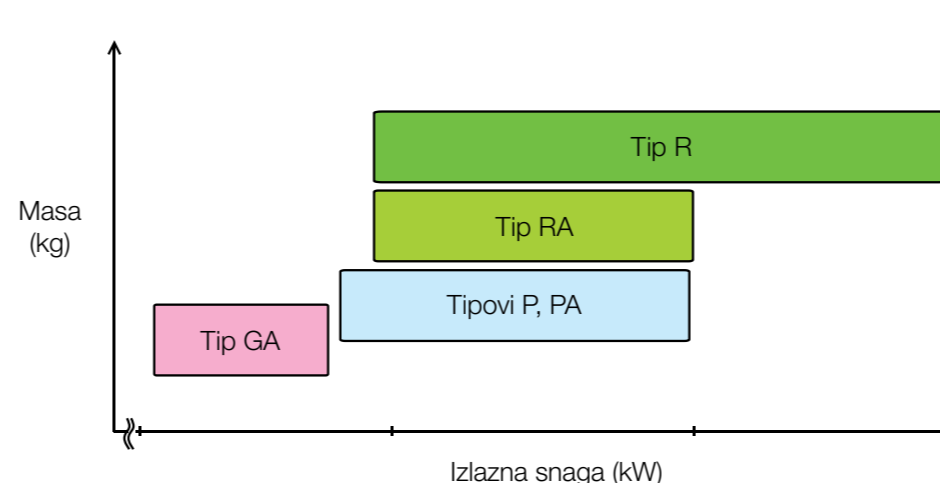 Tip R
Masa
(kg)
Tip RA
Tipovi P, PA
Tip GA
Izlazna snaga (kW)